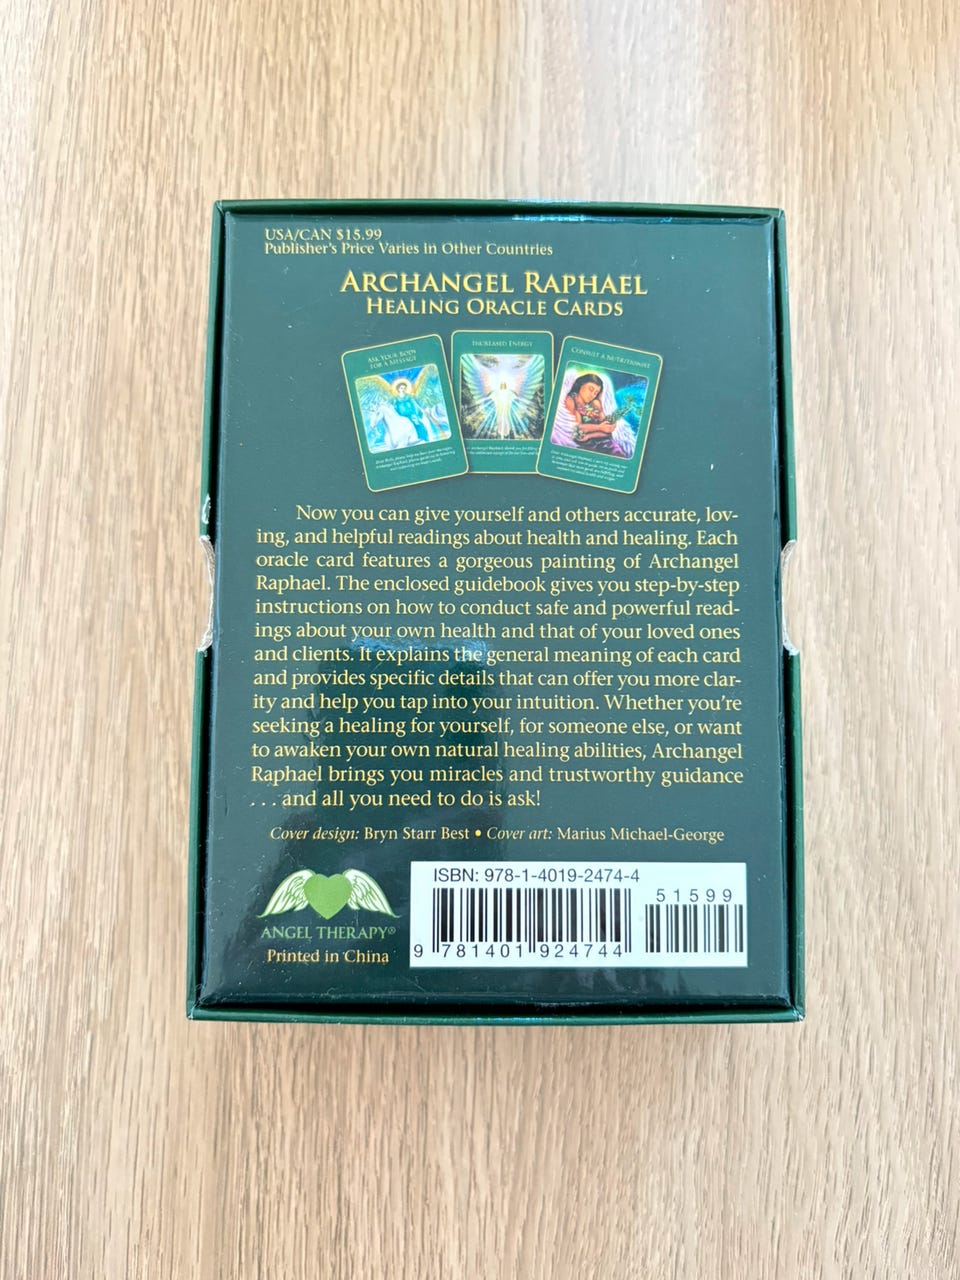 USA/CAN $15.99
Publisher's Price Varies in Other Countries
ARCHANGEL RAPHAEL
HEALING ORACLE CARDS
ASK YOUR BODY
FOR A MESSAGE
INCREASED ENERGY
CONSULT A NUTRITIONIST
Now you can give yourself and others accurate, lov-
ing, and helpful readings about health and healing. Each
oracle card features a gorgeous painting of Archangel
Raphael. The enclosed guidebook gives you step-by-step
instructions on how to conduct safe and powerful read-
ings about your own health and that of your loved ones
and clients. It explains the general meaning of each card
and provides specific details that can offer you more clar-
ity and help you tap into your intuition. Whether you're
seeking a healing for yourself, for someone else, or want
to awaken your own natural healing abilities, Archangel
Raphael brings you miracles and trustworthy guidance
. . . and all you need to do is ask!
Cover design: Bryn Starr Best • Cover art: Marius Michael-George
ANGEL THERAPY®
Printed in China
ISBN: 978-1-4019-2474-4
51599
9 781401 924744